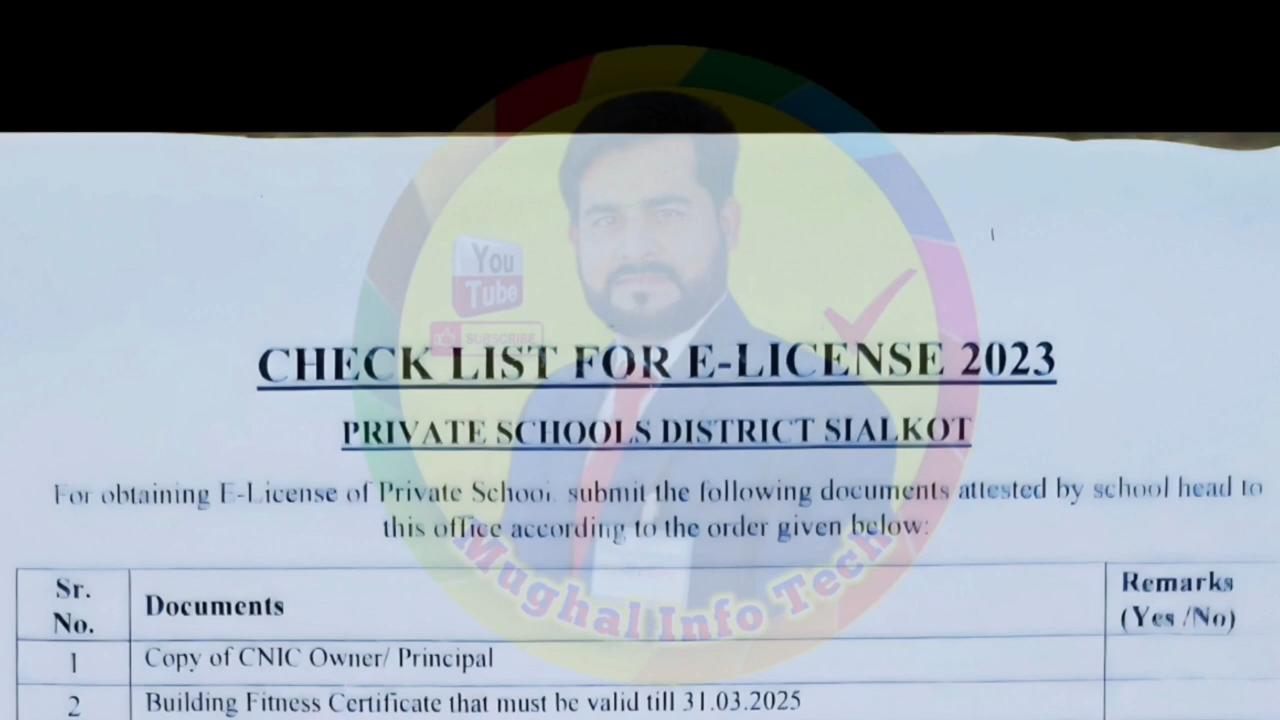 You
Tube
SUBSCRIBE
CHECK LIST FOR E-LICENSE 2023
PRIVATE SCHOOLS DISTRICT SIALKOT
For obtaining E-License of Private School. submit the following documents attested by school head to
this office according to the order given below:
Mughal Info Tech
Sr.
No.
Documents
Remarks
(Yes /No)
1
Copy of CNIC Owner/ Principal
2
Building Fitness Certificate that must be valid till 31.03.2025